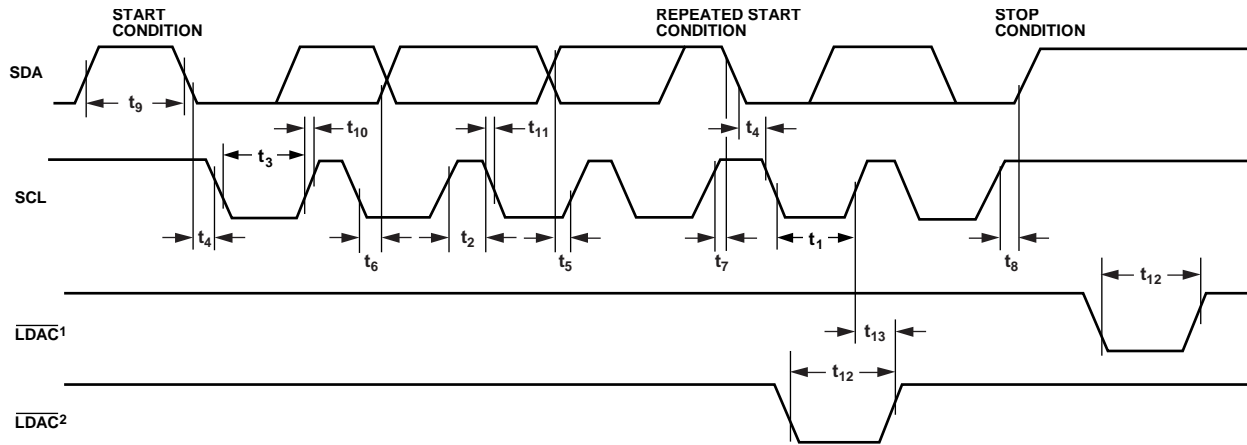 START
CONDITION
REPEATED START
CONDITION
STOP
CONDITION
SDA
t9
t10
t11
t4
t3
SCL
t4
t6
t2
t5
t7
t1
t8
t12
LDAC1
t13
t12
LDAC2